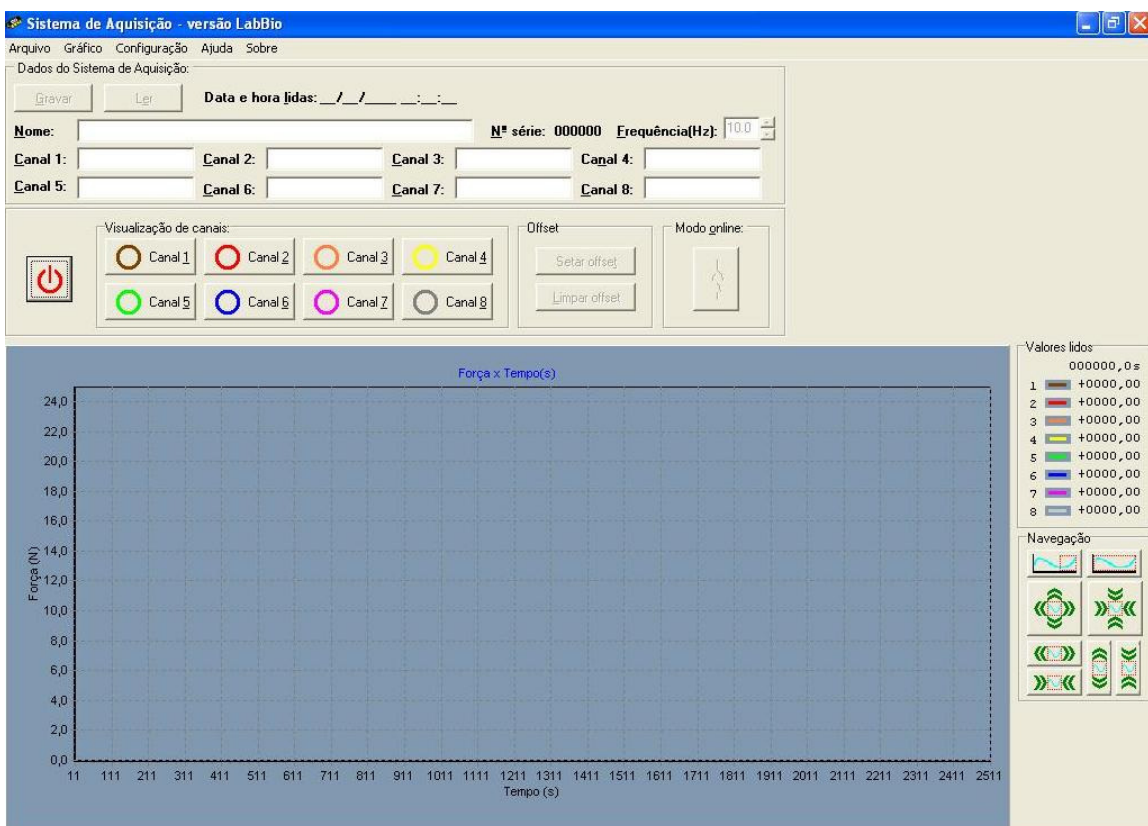 Sistema de Aquisição - versão LabBio
Arquivo Gráfico Configuração Ajuda Sobre
Dados do Sistema de Aquisição:
Gravar Ler Data e hora lidas: __/__/____ __:__:__
Nome: Nº série: 000000 Frequência(Hz): 10.0
Canal 1: Canal 2: Canal 3: Canal 4:
Canal 5: Canal 6: Canal 7: Canal 8:
Visualização de canais: Offset Modo online:
Canal 1 Canal 2 Canal 3 Canal 4 Setar offset
Canal 5 Canal 6 Canal 7 Canal 8 Limpar offset
Força x Tempo(s)
24,0
22,0
20,0
18,0
16,0
14,0
12,0
10,0
8,0
6,0
4,0
2,0
0,0
Força (N)
11 111 211 311 411 511 611 711 811 911 1011 1111 1211 1311 1411 1511 1611 1711 1811 1911 2011 2111 2211 2311 2411 2511
Tempo (s)
Valores lidos
000000,0s
1 +0000,00
2 +0000,00
3 +0000,00
4 +0000,00
5 +0000,00
6 +0000,00
7 +0000,00
8 +0000,00
Navegação